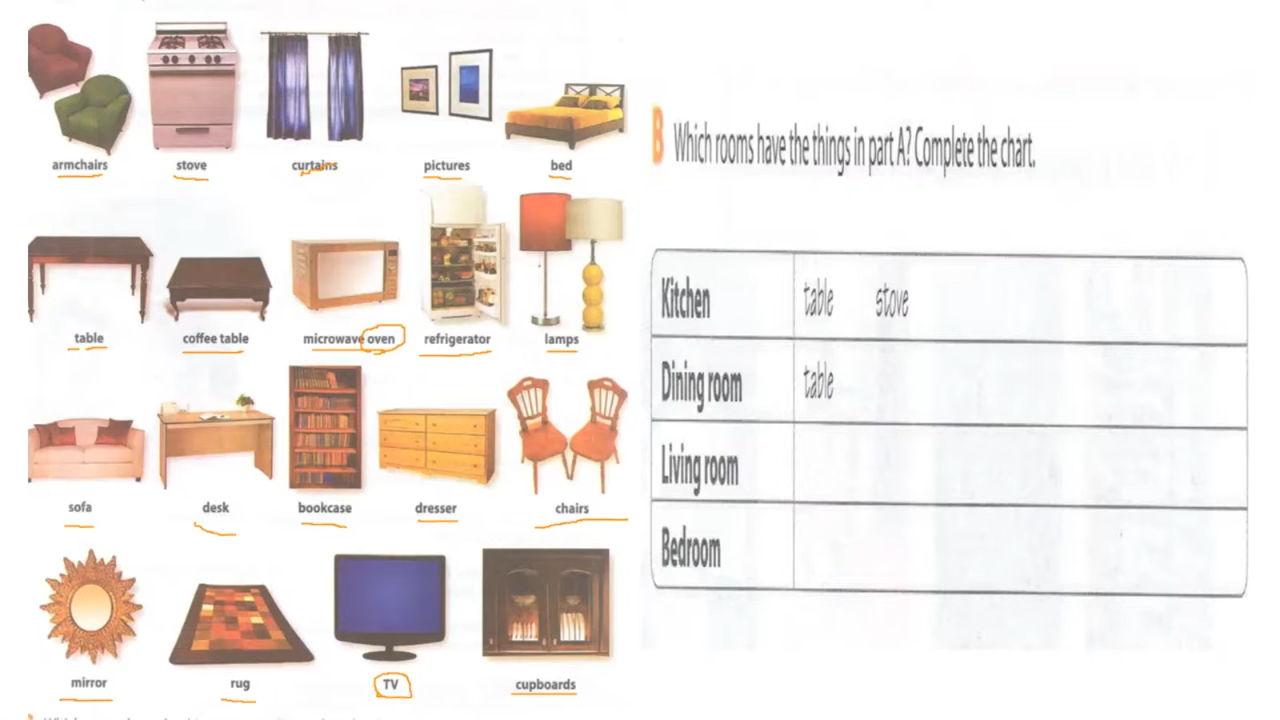 armchairs stove curtains pictures bed
table coffee table microwave oven refrigerator lamps
sofa desk bookcase dresser chairs
mirror rug TV cupboards
B Which rooms have the things in part A? Complete the chart.
Kitchen table stove
Dining room table
Living room
Bedroom